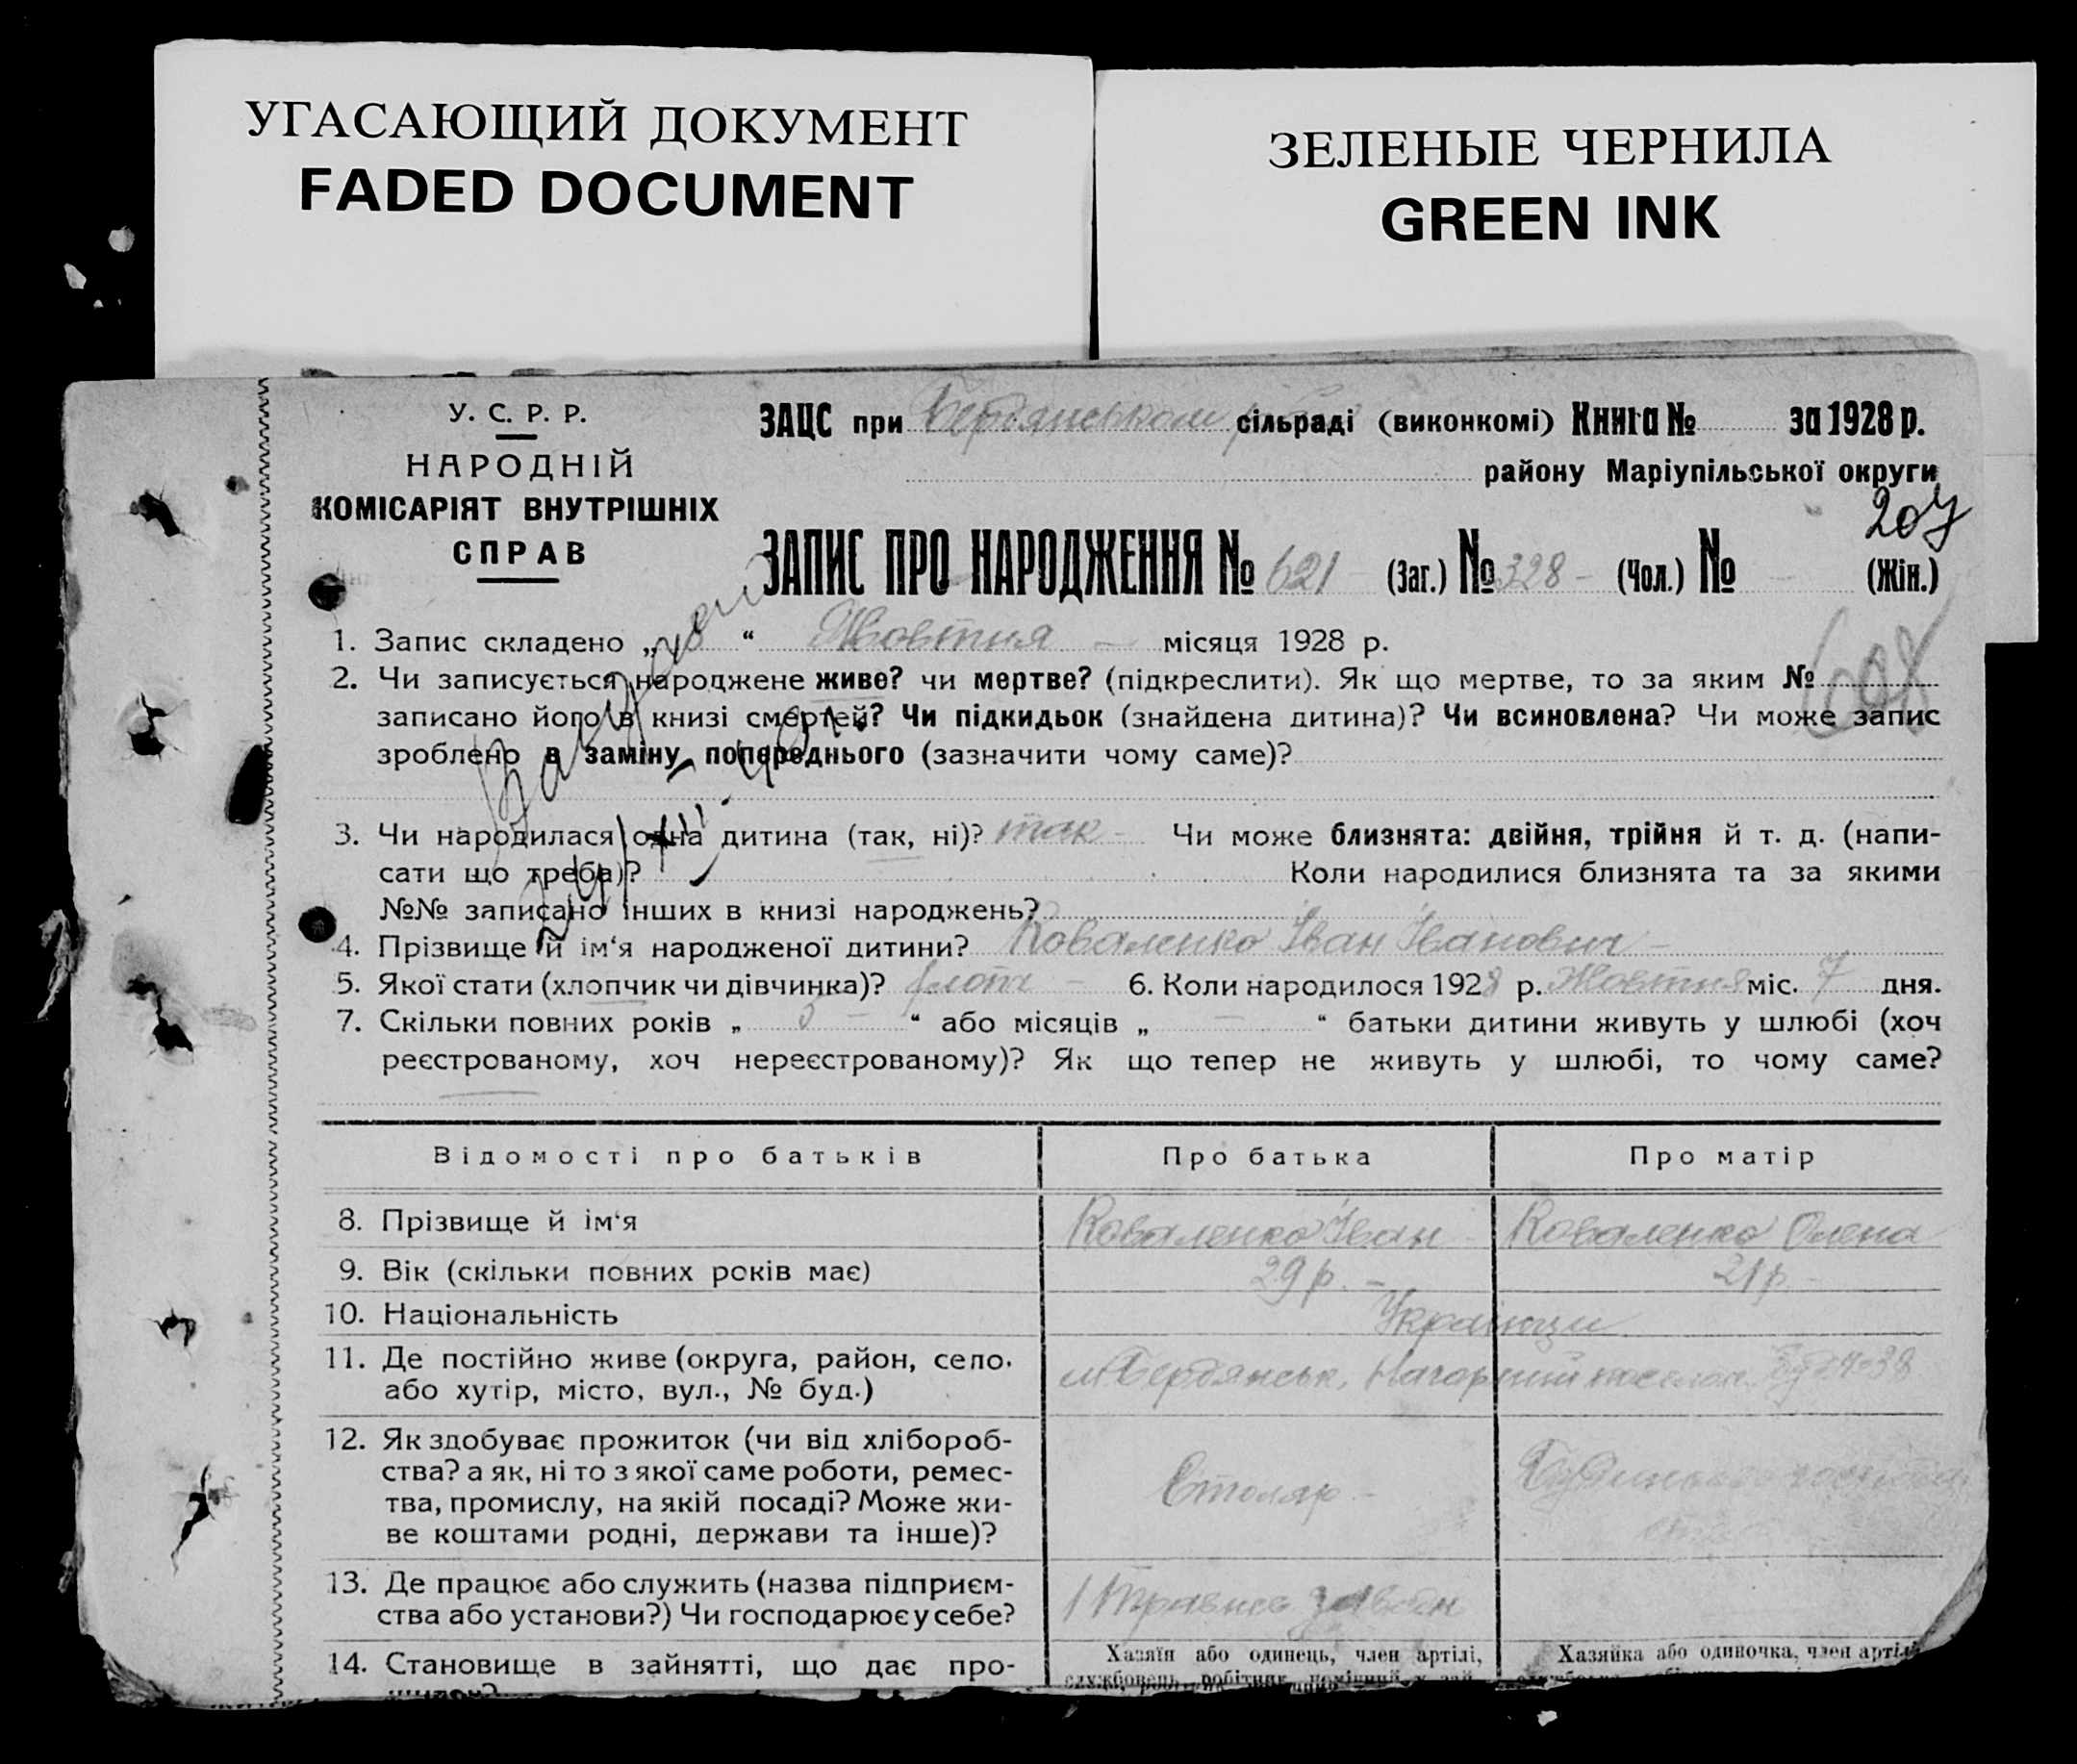 УГАСАЮЩИЙ ДОКУМЕНТ
FADED DOCUMENT
ЗЕЛЕНЫЕ ЧЕРНИЛА
GREEN INK
У. С. Р. Р.
НАРОДНІЙ
КОМІСАРІЯТ ВНУТРІШНІХ
СПРАВ
ЗАЦС при Бердянськом сільраді (виконкомі) Книга № за 1928 р.
району Маріупільської округи
207
ЗАПИС ПРО НАРОДЖЕННЯ № 621 (Заг.) № 328 - (Чол.) № - (Жін.)
1. Запис складено „ “ Жовтня - місяця 1928 р.
2. Чи записується народжене живе? чи мертве? (підкреслити). Як що мертве, то за яким №
записано його в книзі смертей? Чи підкидьок (знайдена дитина)? Чи всиновлена? Чи може запис
зроблено в заміну попереднього (зазначити чому саме)?
3. Чи народилася одна дитина (так, ні)? так - Чи може близнята: двійня, трійня й т. д. (напи-
сати що треба)? Коли народилися близнята та за якими
№№ записано інших в книзі народжень?
4. Прізвище й ім‘я народженої дитини? Коваленко Іван Іванович -
5. Якої стати (хлопчик чи дівчинка)? хлопч - 6. Коли народилось 1928 р. Жовтня міс. 7 дня.
7. Скільки повних років „ 5 - “ або місяців „ - “ батьки дитини живуть у шлюбі (хоч
реєстрованому, хоч нереєстрованому)? Як що тепер не живуть у шлюбі, то чому саме?
Відомості про батьків Про батька Про матір
8. Прізвище й ім‘я Коваленко Іван Коваленко Олена
9. Вік (скільки повних років має) 29 р. - 21 р. -
10. Національність Українци
11. Де постійно живе (округа, район, село.
або хутір, місто, вул., № буд.) м. Бердянськ, Нагорний поселок 38
12. Як здобуває прожиток (чи від хлібороб-
ства? а як, ні то з якої саме роботи, ремес-
тва, промислу, на якій посаді? Може жи-
ве коштами родні, держави та інше)? Столяр -
13. Де працює або служить (назва підприєм-
ства або установи?) Чи господарює у себе? 1 Травня завод
14. Становище в зайнятті, що дає про-
Хазяїн або одинець, член артілі,
службовець, робітник,
Хазяйка або одиночка, член артілі